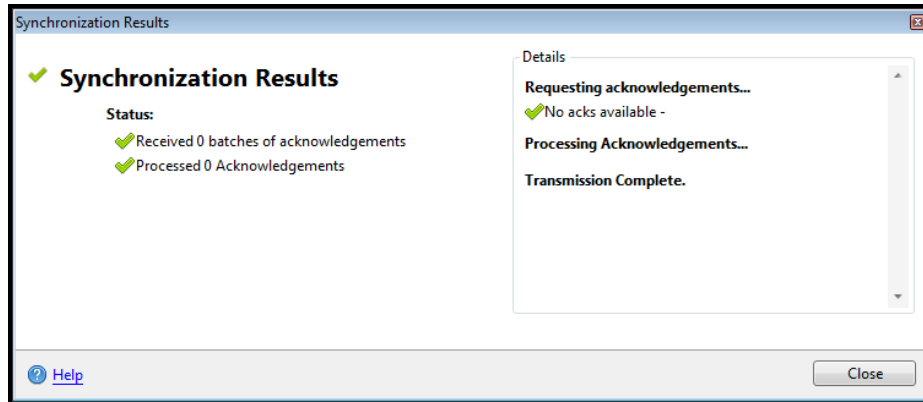 Synchronization Results
Synchronization Results
Status:
Received 0 batches of acknowledgements
Processed 0 Acknowledgements
Details
Requesting acknowledgements...
No acks available -
Processing Acknowledgements...
Transmission Complete.
Help
Close